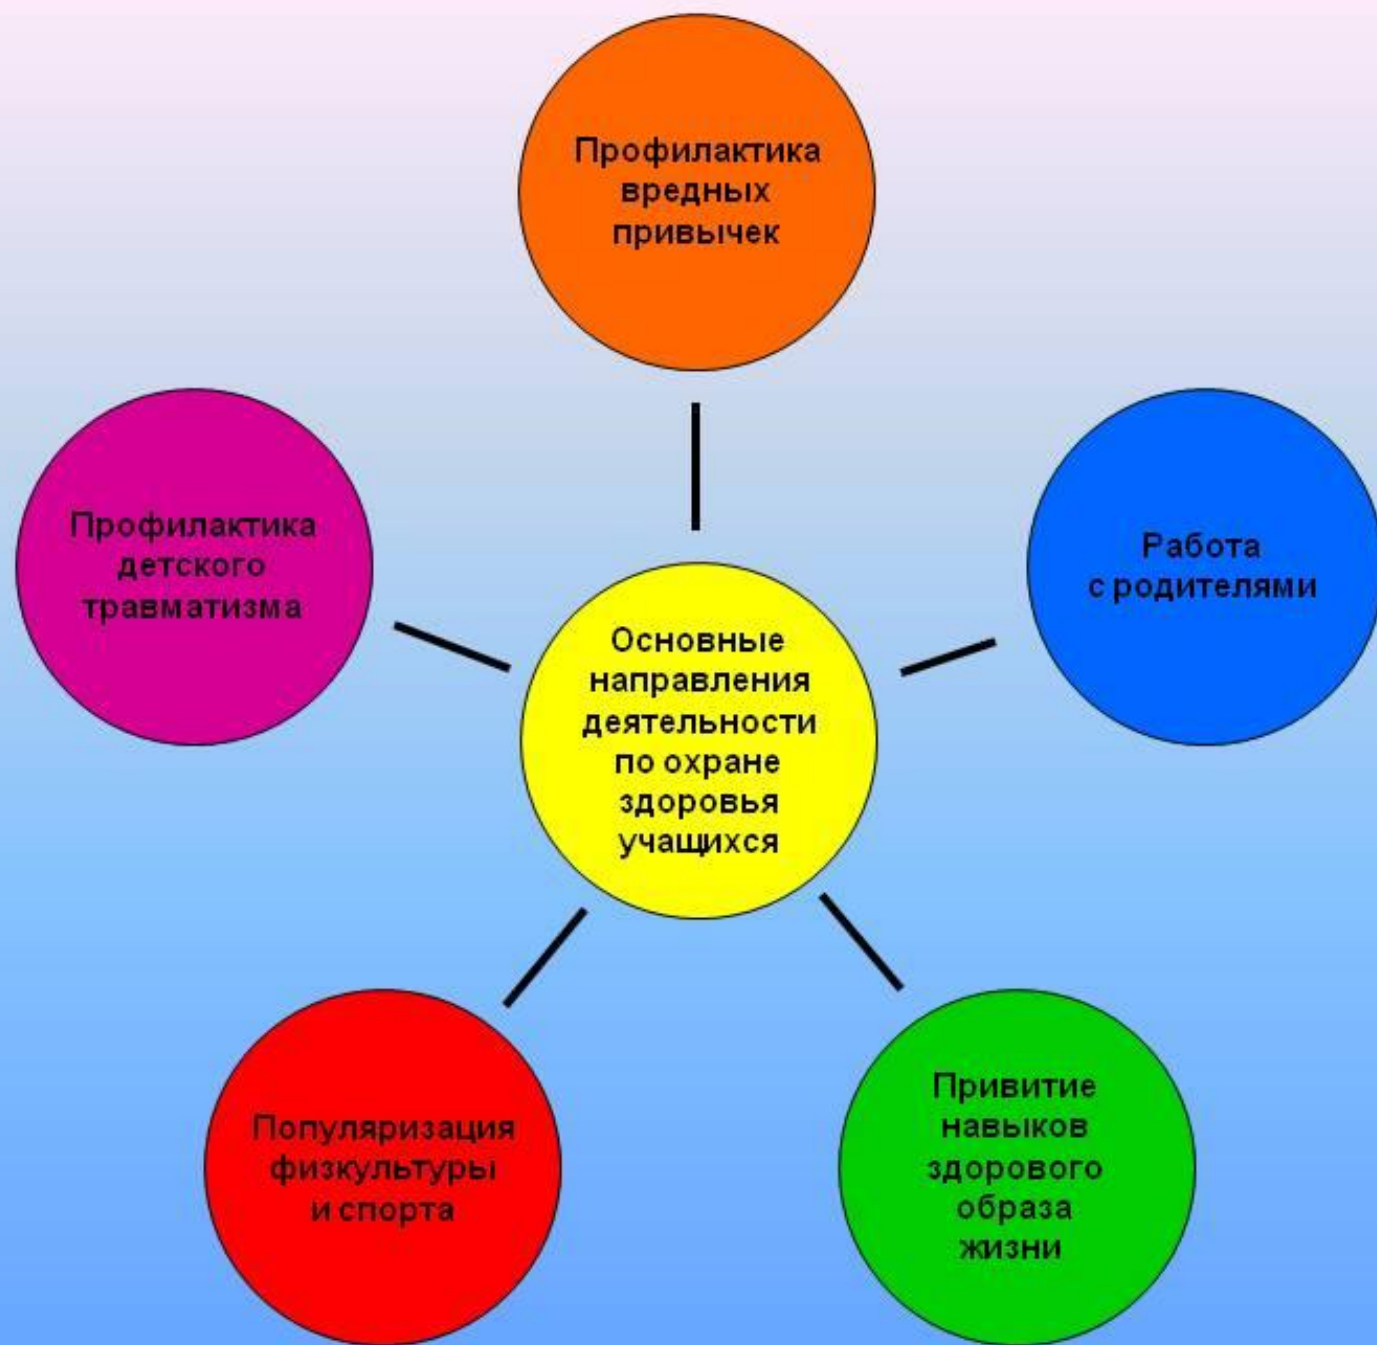 Профилактика
вредных
привычек
Профилактика
детского
травматизма
Работа
с родителями
Основные
направления
деятельности
по охране
здоровья
учащихся
Популяризация
физкультуры
и спорта
Привитие
навыков
здорового
образа
жизни